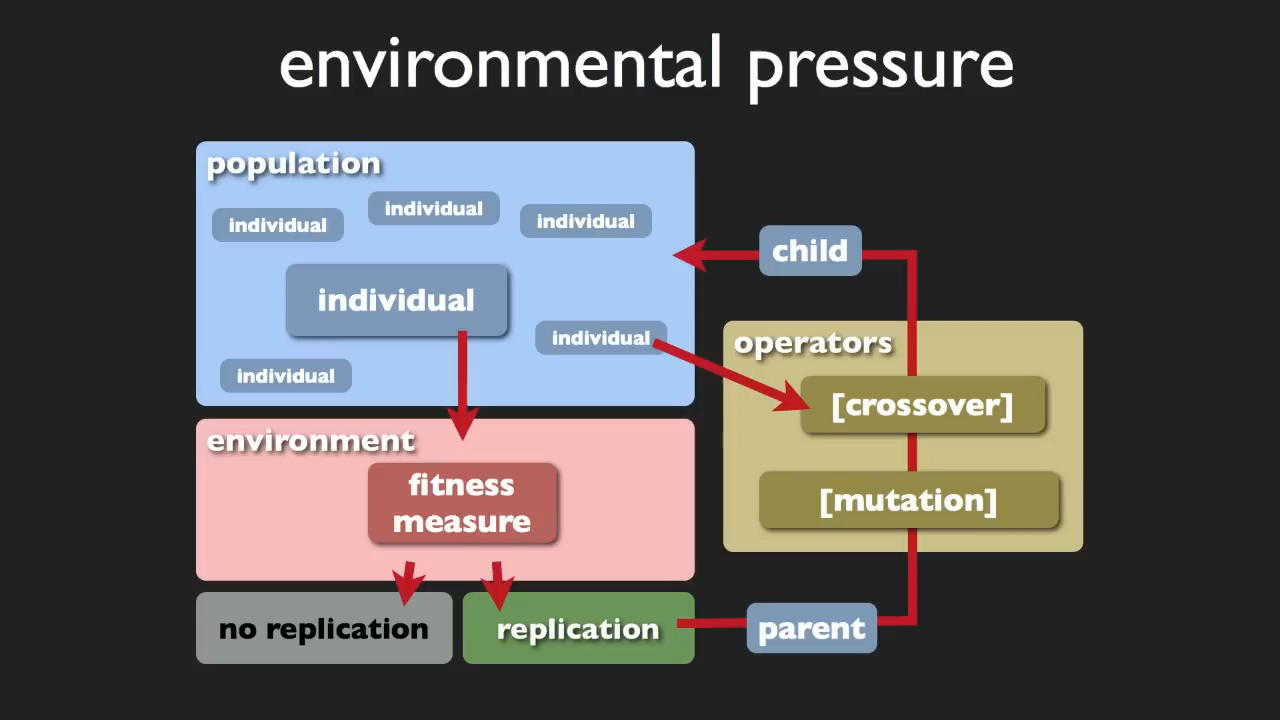 environmental pressure
population
individual
individual
individual
individual
individual
individual
child
operators
[crossover]
[mutation]
environment
fitness
measure
no replication
replication
parent